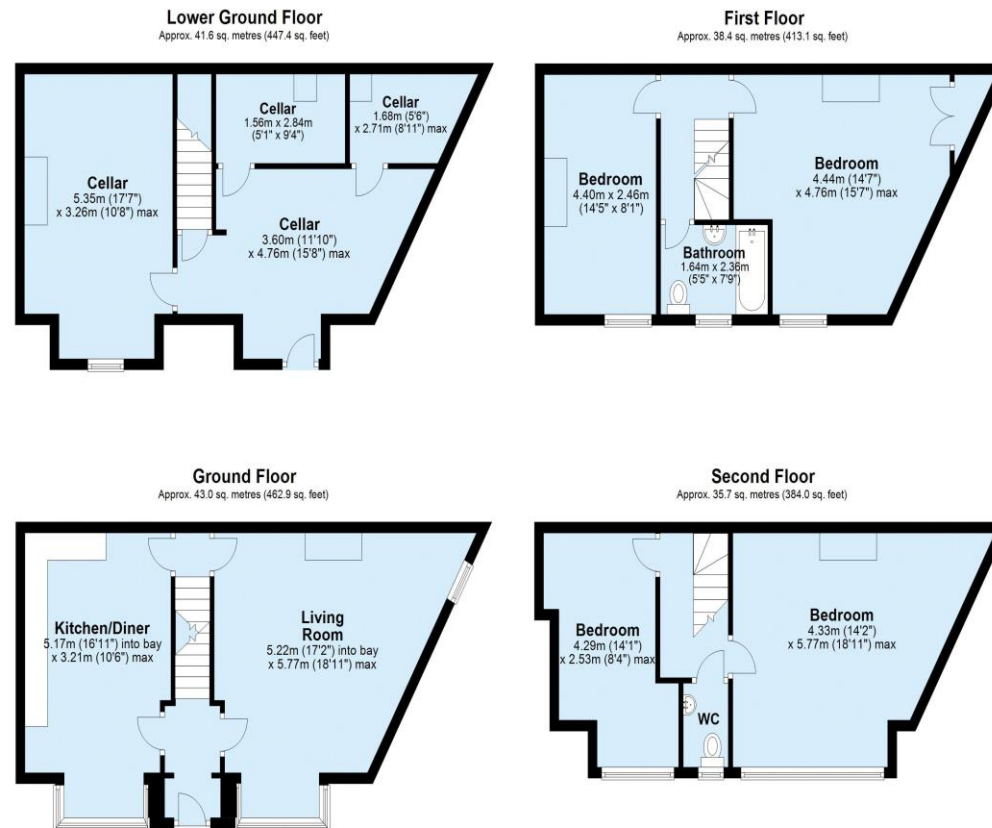 Lower Ground Floor
Approx. 41.6 sq. metres (447.4 sq. feet)
Cellar
5.35m (17'7")
x 3.26m (10'8") max
Cellar
1.56m x 2.84m
(5'1" x 9'4")
Cellar
1.68m (5'6")
x 2.71m (8'11") max
Cellar
3.60m (11'10")
x 4.76m (15'8") max
First Floor
Approx. 38.4 sq. metres (413.1 sq. feet)
Bedroom
4.40m x 2.46m
(14'5" x 8'1")
Bathroom
1.64m x 2.36m
(5'5" x 7'9")
Bedroom
4.44m (14'7")
x 4.76m (15'7") max
Ground Floor
Approx. 43.0 sq. metres (462.9 sq. feet)
Kitchen/Diner
5.17m (16'11") into bay
x 3.21m (10'6") max
Living
Room
5.22m (17'2") into bay
x 5.77m (18'11") max
Second Floor
Approx. 35.7 sq. metres (384.0 sq. feet)
Bedroom
4.29m (14'1")
x 2.53m (8'4") max
WC
Bedroom
4.33m (14'2")
x 5.77m (18'11") max